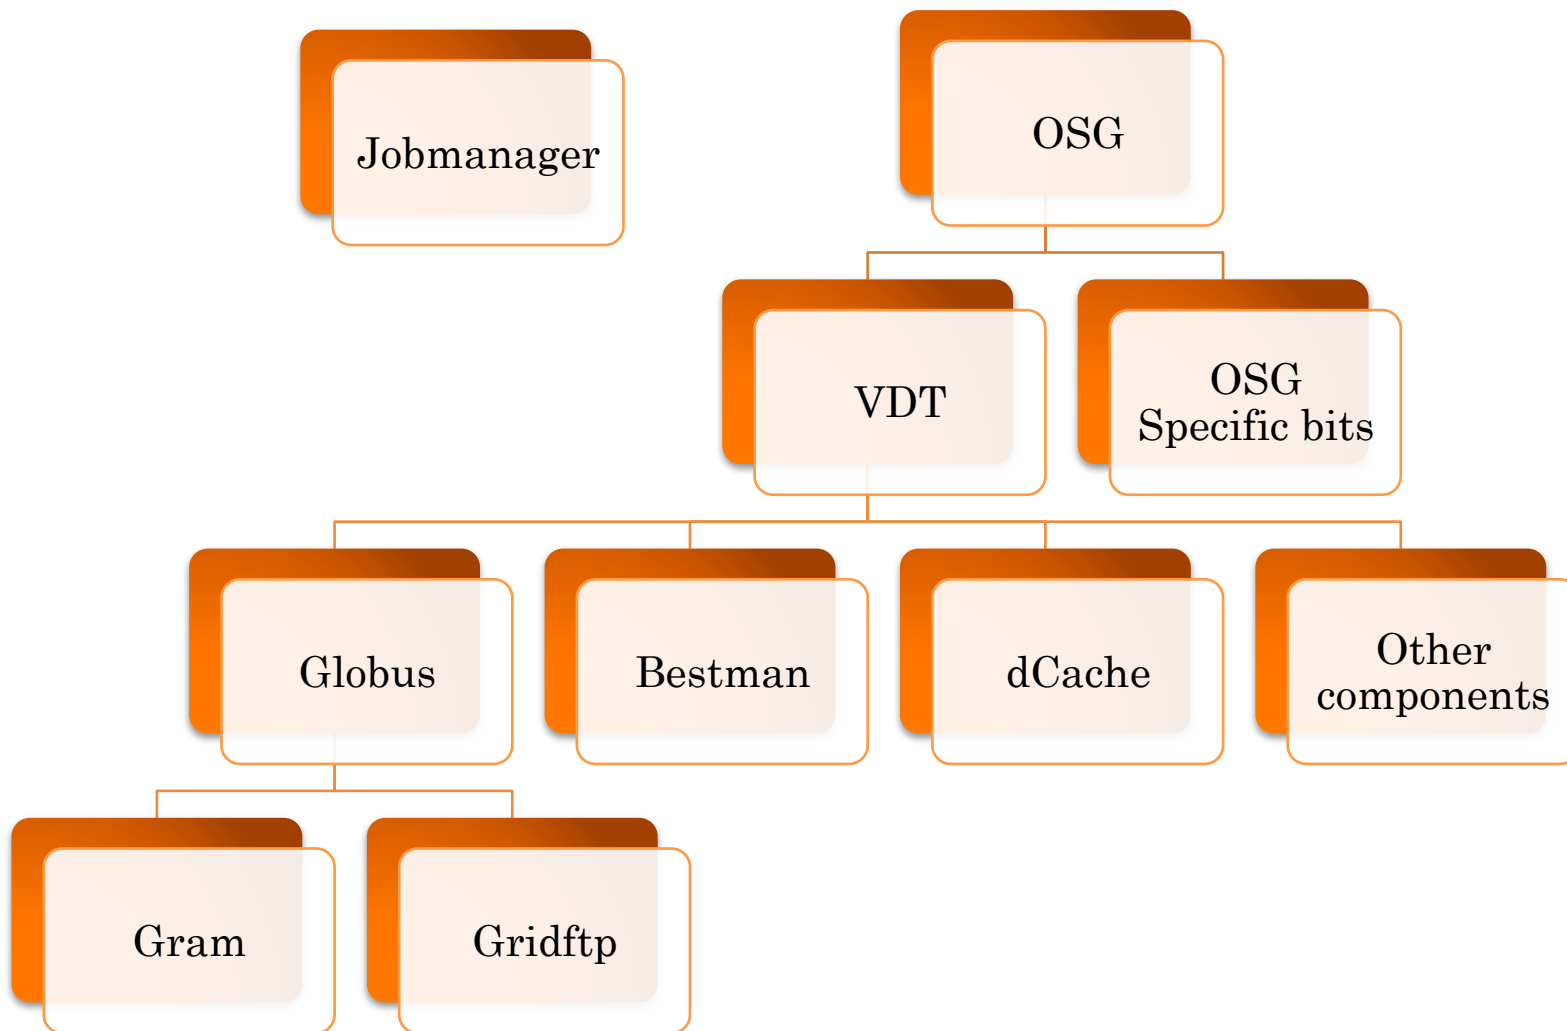 Jobmanager
OSG
VDT
OSG
Specific bits
Globus
Bestman
dCache
Other
components
Gram
Gridftp